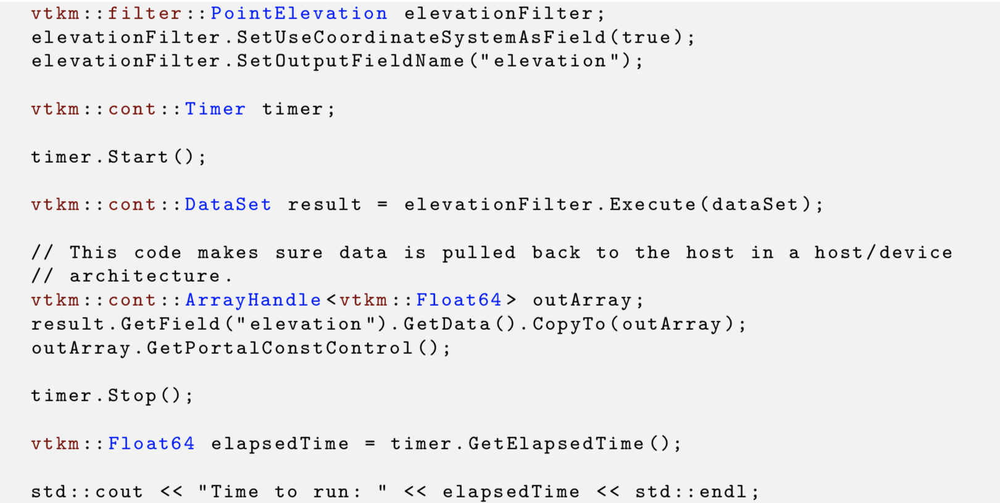 vtkm::filter::PointElevation elevationFilter;
elevationFilter.SetUseCoordinateSystemAsField(true);
elevationFilter.SetOutputFieldName("elevation");
vtkm::cont::Timer timer;
timer.Start();
vtkm::cont::DataSet result = elevationFilter.Execute(dataSet);
// This code makes sure data is pulled back to the host in a host/device
// architecture.
vtkm::cont::ArrayHandle<vtkm::Float64> outArray;
result.GetField("elevation").GetData().CopyTo(outArray);
outArray.GetPortalConstControl();
timer.Stop();
vtkm::Float64 elapsedTime = timer.GetElapsedTime();
std::cout << "Time to run: " << elapsedTime << std::endl;